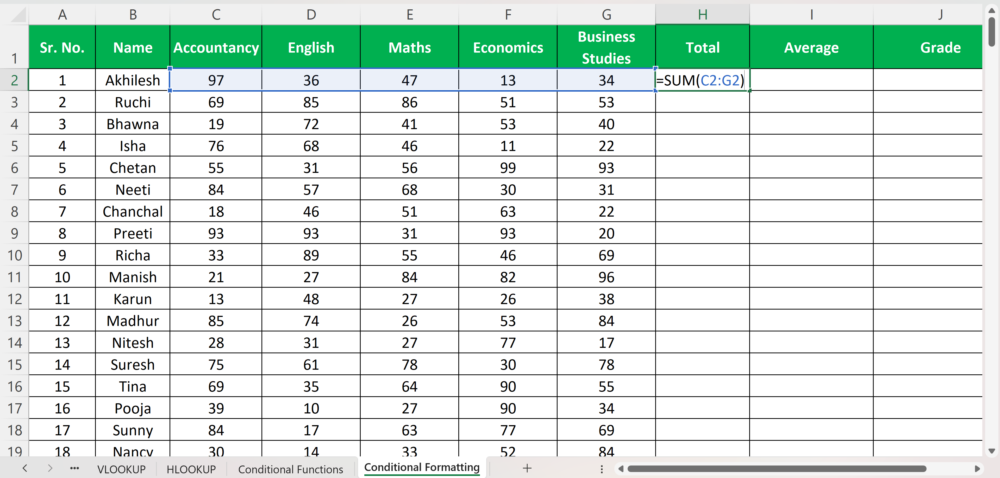 A B C D E F G H I J
1 Sr. No. Name Accountancy English Maths Economics Business Studies Total Average Grade
2 1 Akhilesh 97 36 47 13 34 =SUM(C2:G2)
3 2 Ruchi 69 85 86 51 53
4 3 Bhawna 19 72 41 53 40
5 4 Isha 76 68 46 11 22
6 5 Chetan 55 31 56 99 93
7 6 Neeti 84 57 68 30 31
8 7 Chanchal 18 46 51 63 22
9 8 Preeti 93 93 31 93 20
10 9 Richa 33 89 55 46 69
11 10 Manish 21 27 84 82 96
12 11 Karun 13 48 27 26 38
13 12 Madhur 85 74 26 53 84
14 13 Nitesh 28 31 27 77 17
15 14 Suresh 75 61 78 30 78
16 15 Tina 69 35 64 90 55
17 16 Pooja 39 10 27 90 34
18 17 Sunny 84 17 63 77 69
19 18 Nancy 30 14 33 52 84
VLOOKUP HLOOKUP Conditional Functions Conditional Formatting